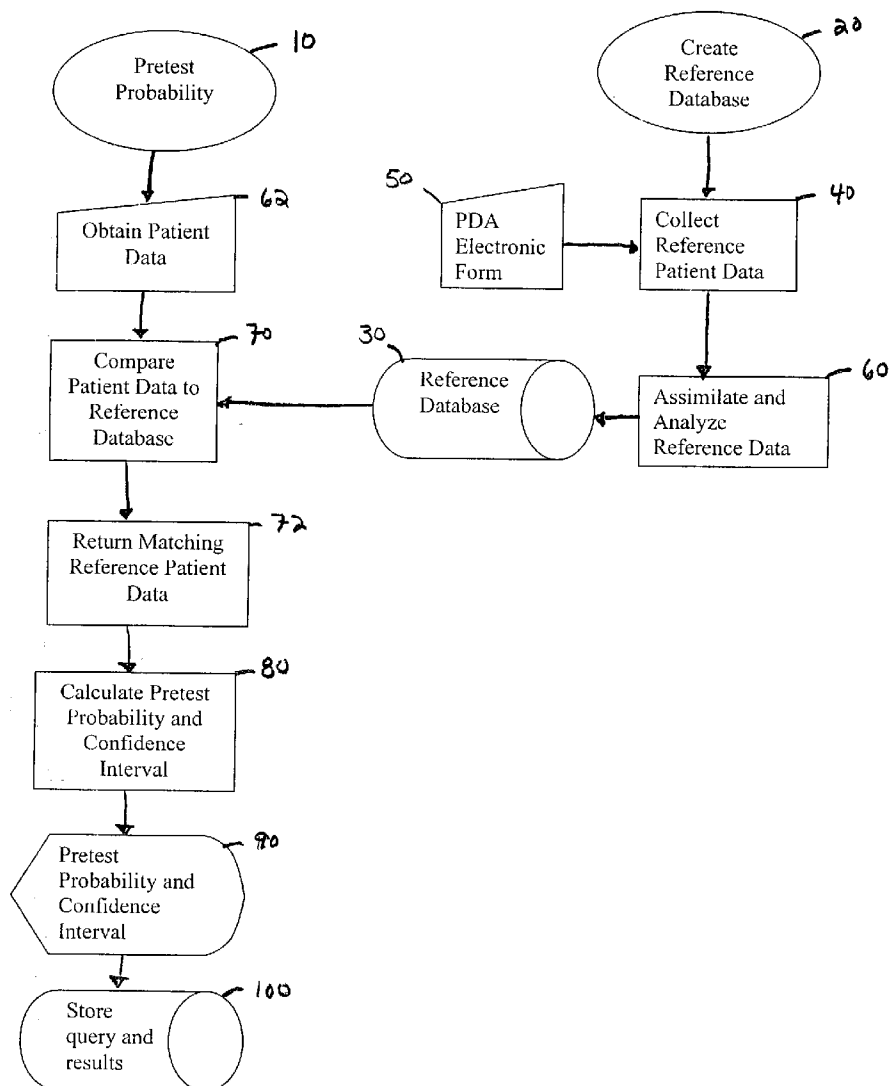 10
Pretest
Probability
20
Create
Reference
Database
62
Obtain Patient
Data
50
PDA
Electronic
Form
40
Collect
Reference
Patient Data
70
Compare
Patient Data to
Reference
Database
30
Reference
Database
60
Assimilate and
Analyze
Reference Data
72
Return Matching
Reference Patient
Data
80
Calculate Pretest
Probability and
Confidence
Interval
90
Pretest
Probability and
Confidence
Interval
100
Store
query and
results